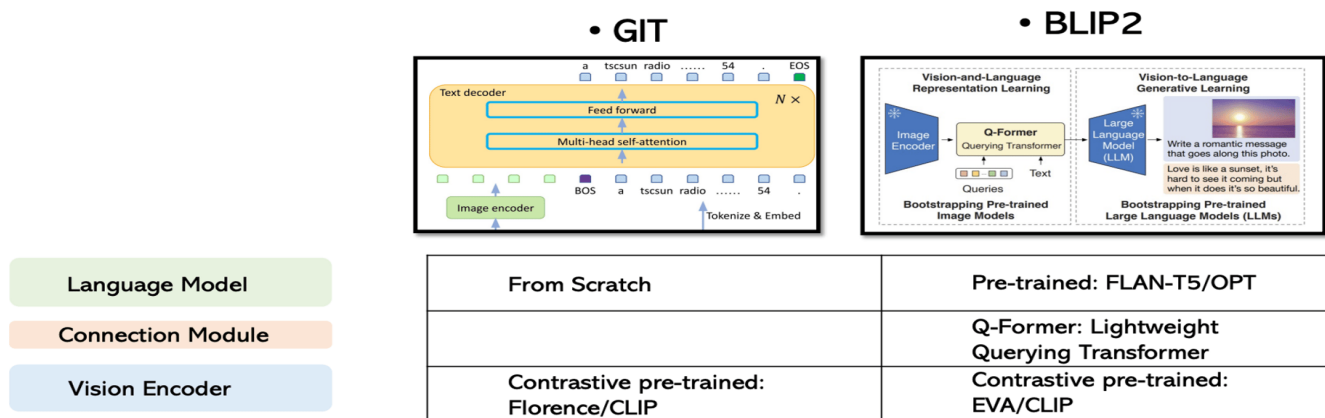 • GIT
• BLIP2
a tscsun radio ...... 54 . EOS
Text decoder
N ×
Feed forward
Multi-head self-attention
BOS a tscsun radio ...... 54 .
Image encoder
Tokenize & Embed
Vision-and-Language
Representation Learning
Vision-to-Language
Generative Learning
Image
Encoder
Q-Former
Querying Transformer
Queries
Text
Large
Language
Model
(LLM)
Write a romantic message
that goes along this photo.
Love is like a sunset, it's
hard to see it coming but
when it does it's so beautiful.
Bootstrapping Pre-trained
Image Models
Bootstrapping Pre-trained
Large Language Models (LLMs)
Language Model
From Scratch
Pre-trained: FLAN-T5/OPT
Connection Module
Q-Former: Lightweight
Querying Transformer
Vision Encoder
Contrastive pre-trained:
Florence/CLIP
Contrastive pre-trained:
EVA/CLIP